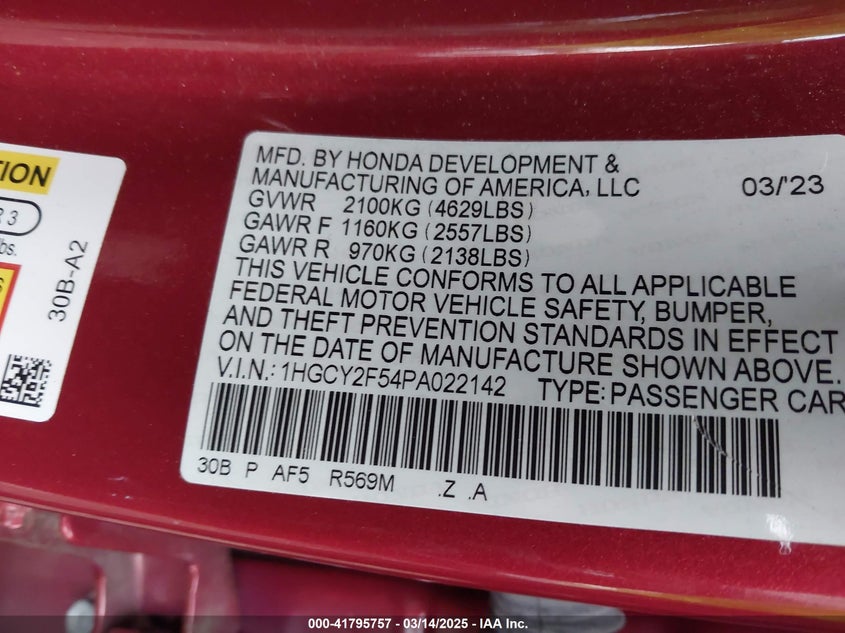 TION
R 3
lbs.
S
30B-A2
MFD. BY HONDA DEVELOPMENT &
MANUFACTURING OF AMERICA, LLC 03/'23
GVWR 2100KG (4629LBS)
GAWR F 1160KG (2557LBS)
GAWR R 970KG (2138LBS)
THIS VEHICLE CONFORMS TO ALL APPLICABLE
FEDERAL MOTOR VEHICLE SAFETY, BUMPER,
AND THEFT PREVENTION STANDARDS IN EFFECT
ON THE DATE OF MANUFACTURE SHOWN ABOVE.
V.I.N.: 1HGCY2F54PA022142 TYPE: PASSENGER CAR
30B P AF5 R569M .Z .A
000-41795757 — 03/14/2025 — IAA Inc.